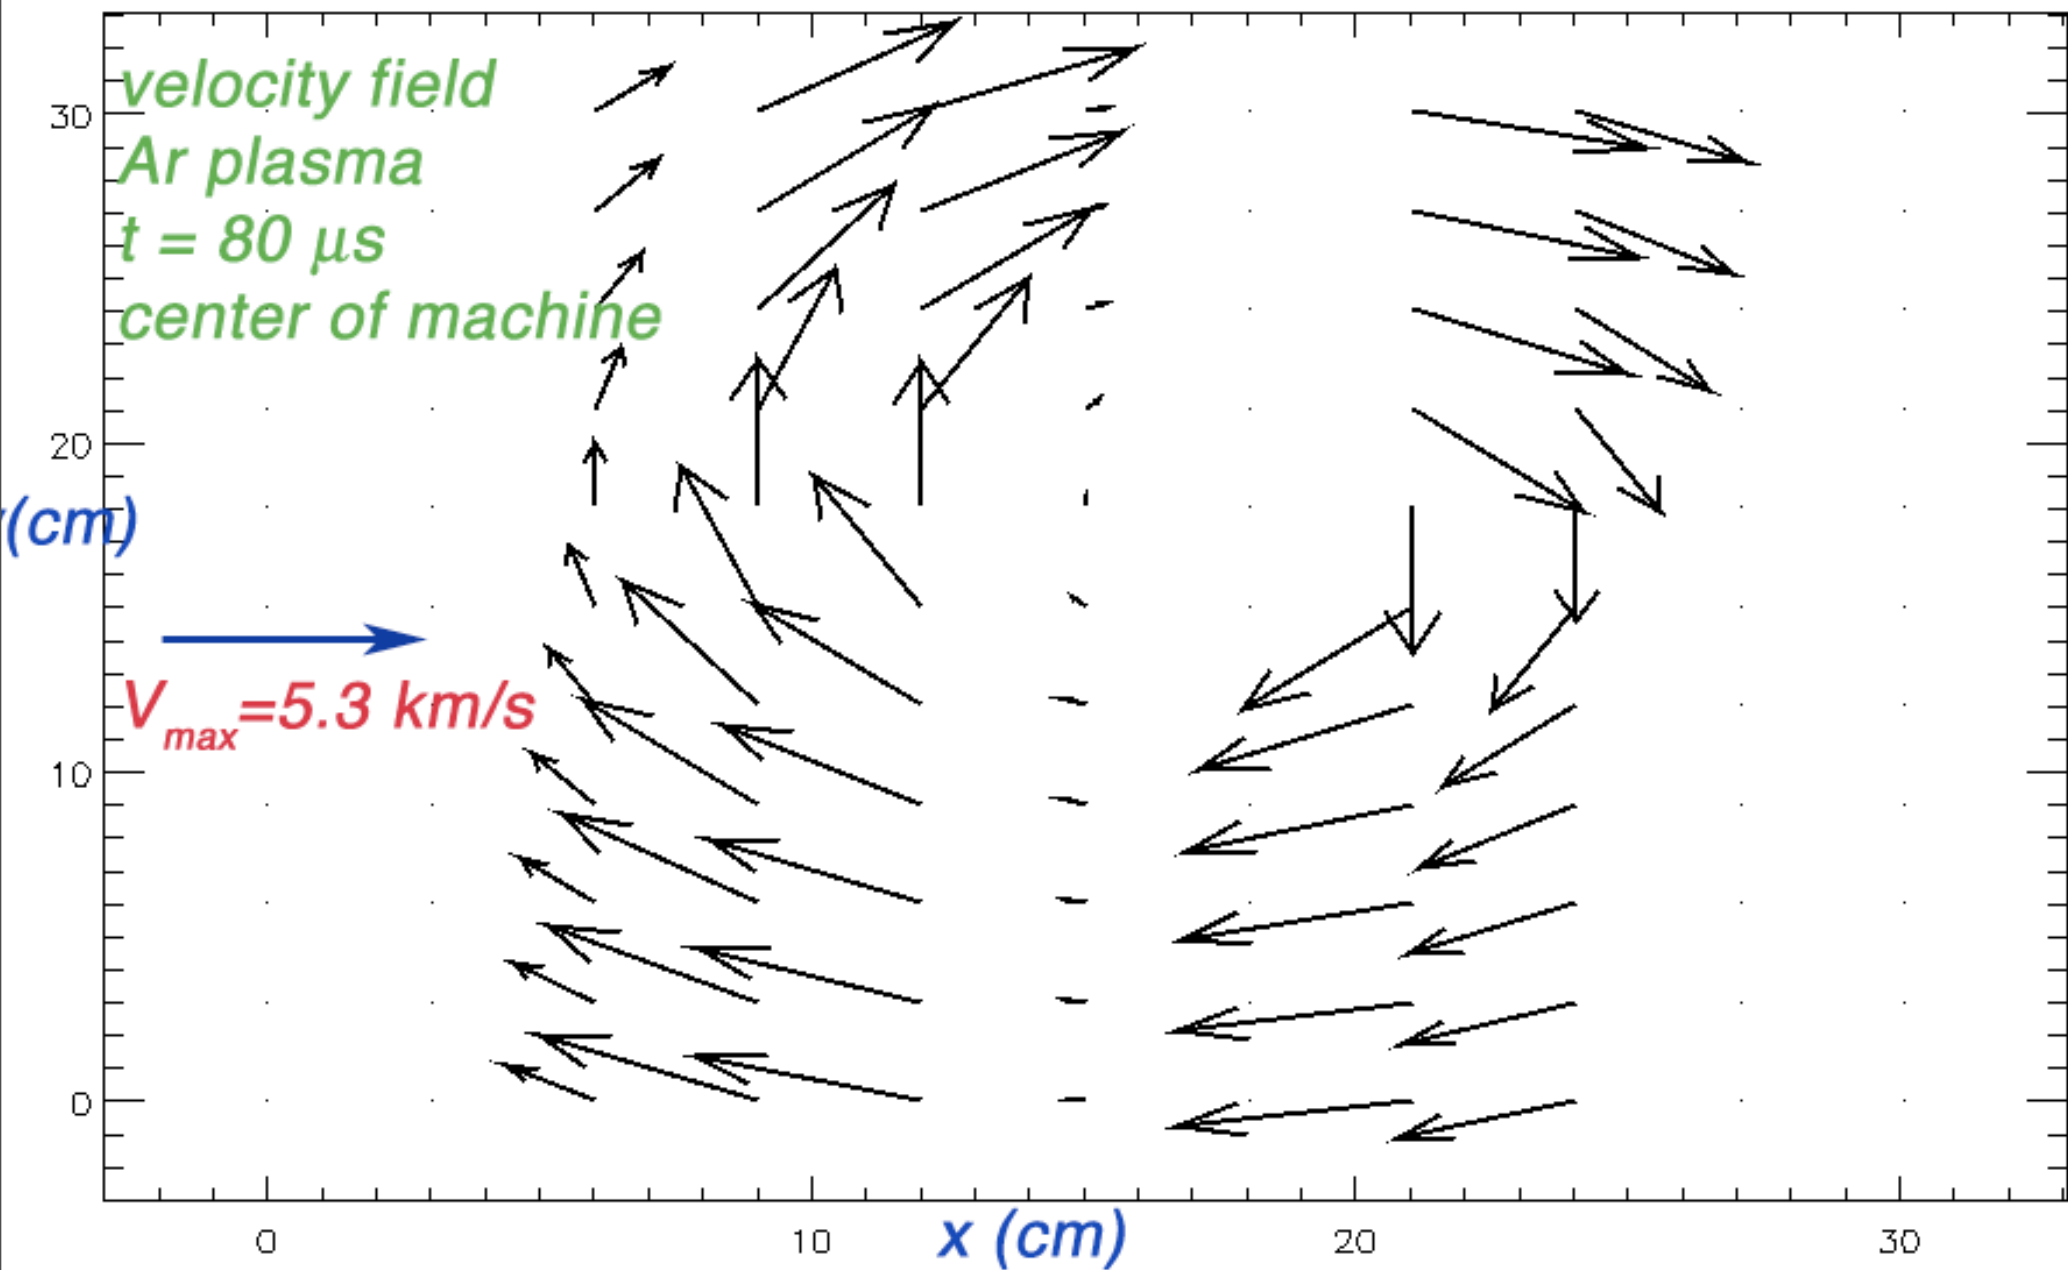 velocity field
30
Ar plasma
t = 80 μs
center of machine
20
(cm)
Vmax=5.3 km/s
10
0
0 10 x (cm) 20 30